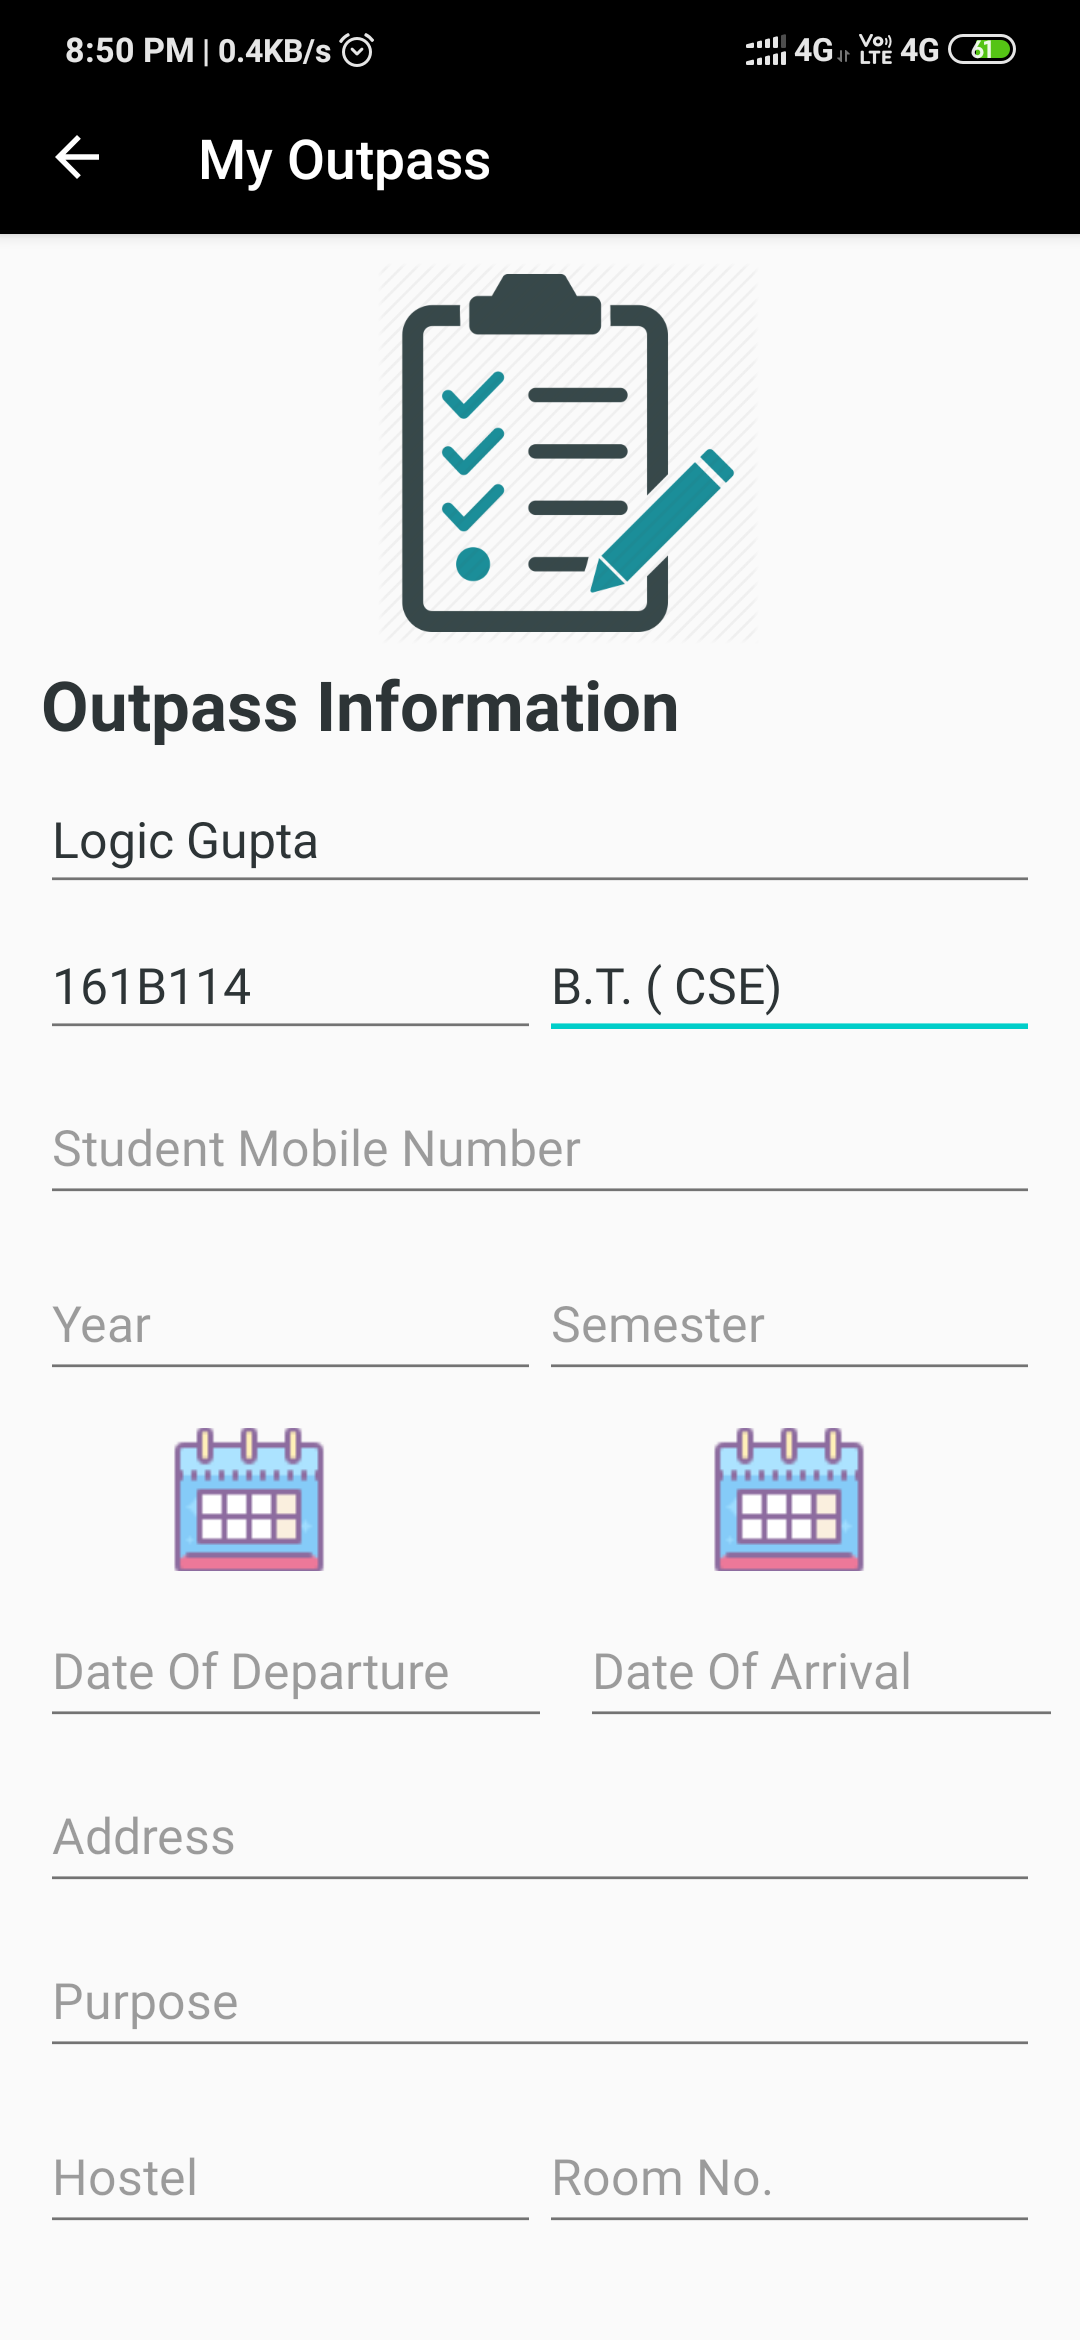 8:50 PM | 0.4KB/s 4G Vo)) LTE 4G 61
My Outpass
Outpass Information
Logic Gupta
161B114 B.T. ( CSE)
Student Mobile Number
Year Semester
Date Of Departure Date Of Arrival
Address
Purpose
Hostel Room No.